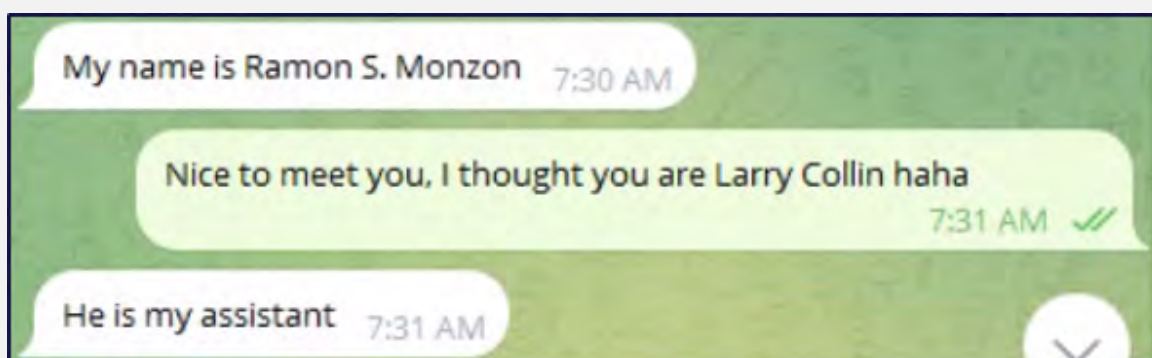 My name is Ramon S. Monzon 7:30 AM
Nice to meet you, I thought you are Larry Collin haha
7:31 AM
He is my assistant 7:31 AM